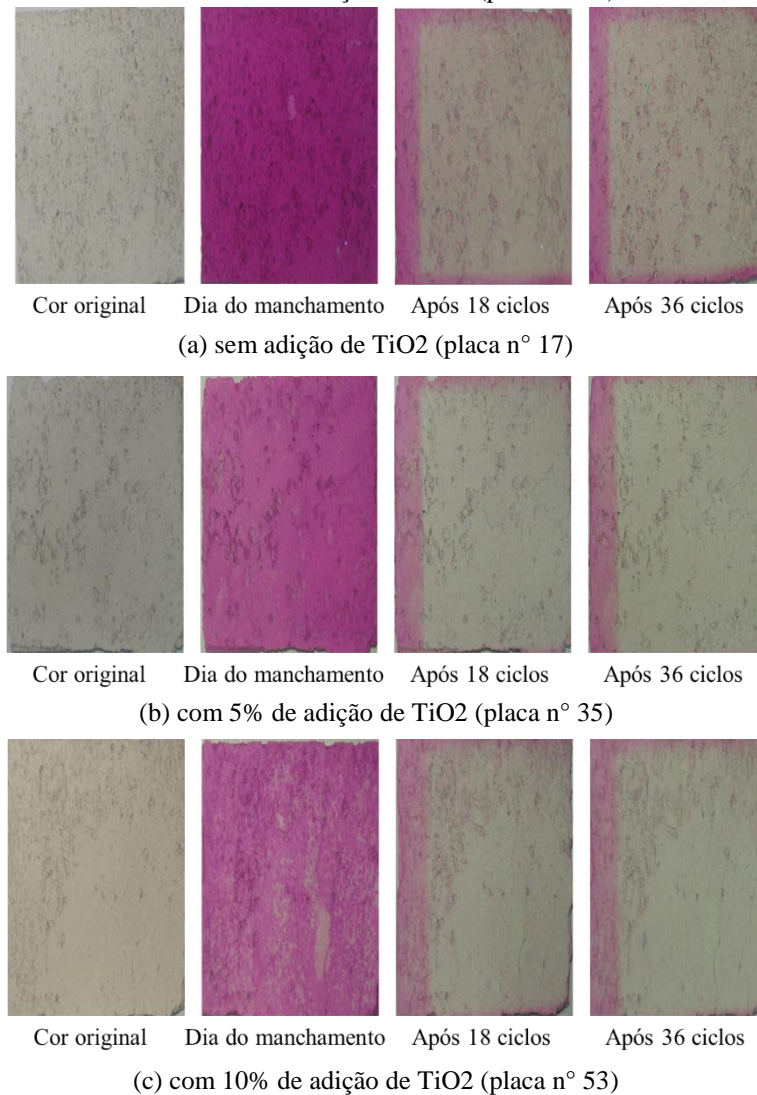 Cor original Dia do manchamento Após 18 ciclos Após 36 ciclos
(a) sem adição de TiO2 (placa n° 17)
Cor original Dia do manchamento Após 18 ciclos Após 36 ciclos
(b) com 5% de adição de TiO2 (placa n° 35)
Cor original Dia do manchamento Após 18 ciclos Após 36 ciclos
(c) com 10% de adição de TiO2 (placa n° 53)